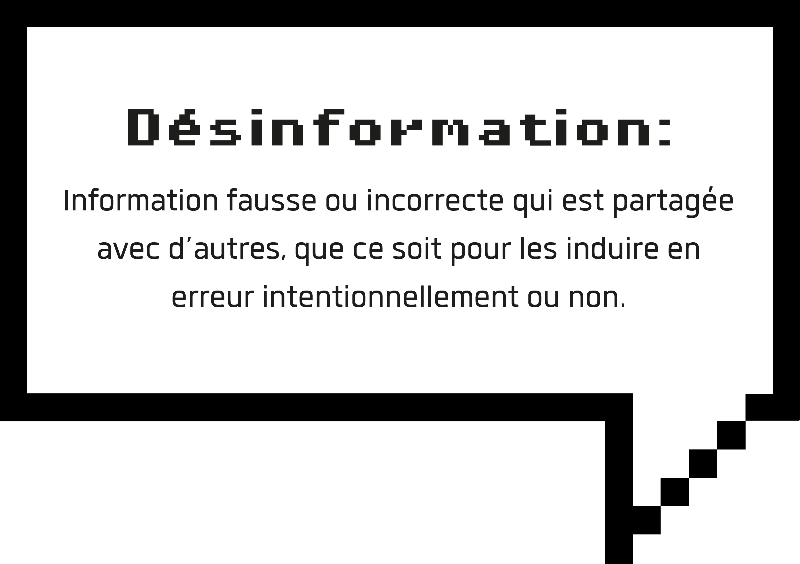 Désinformation:
Information fausse ou incorrecte qui est partagée
avec d'autres, que ce soit pour les induire en
erreur intentionnellement ou non.